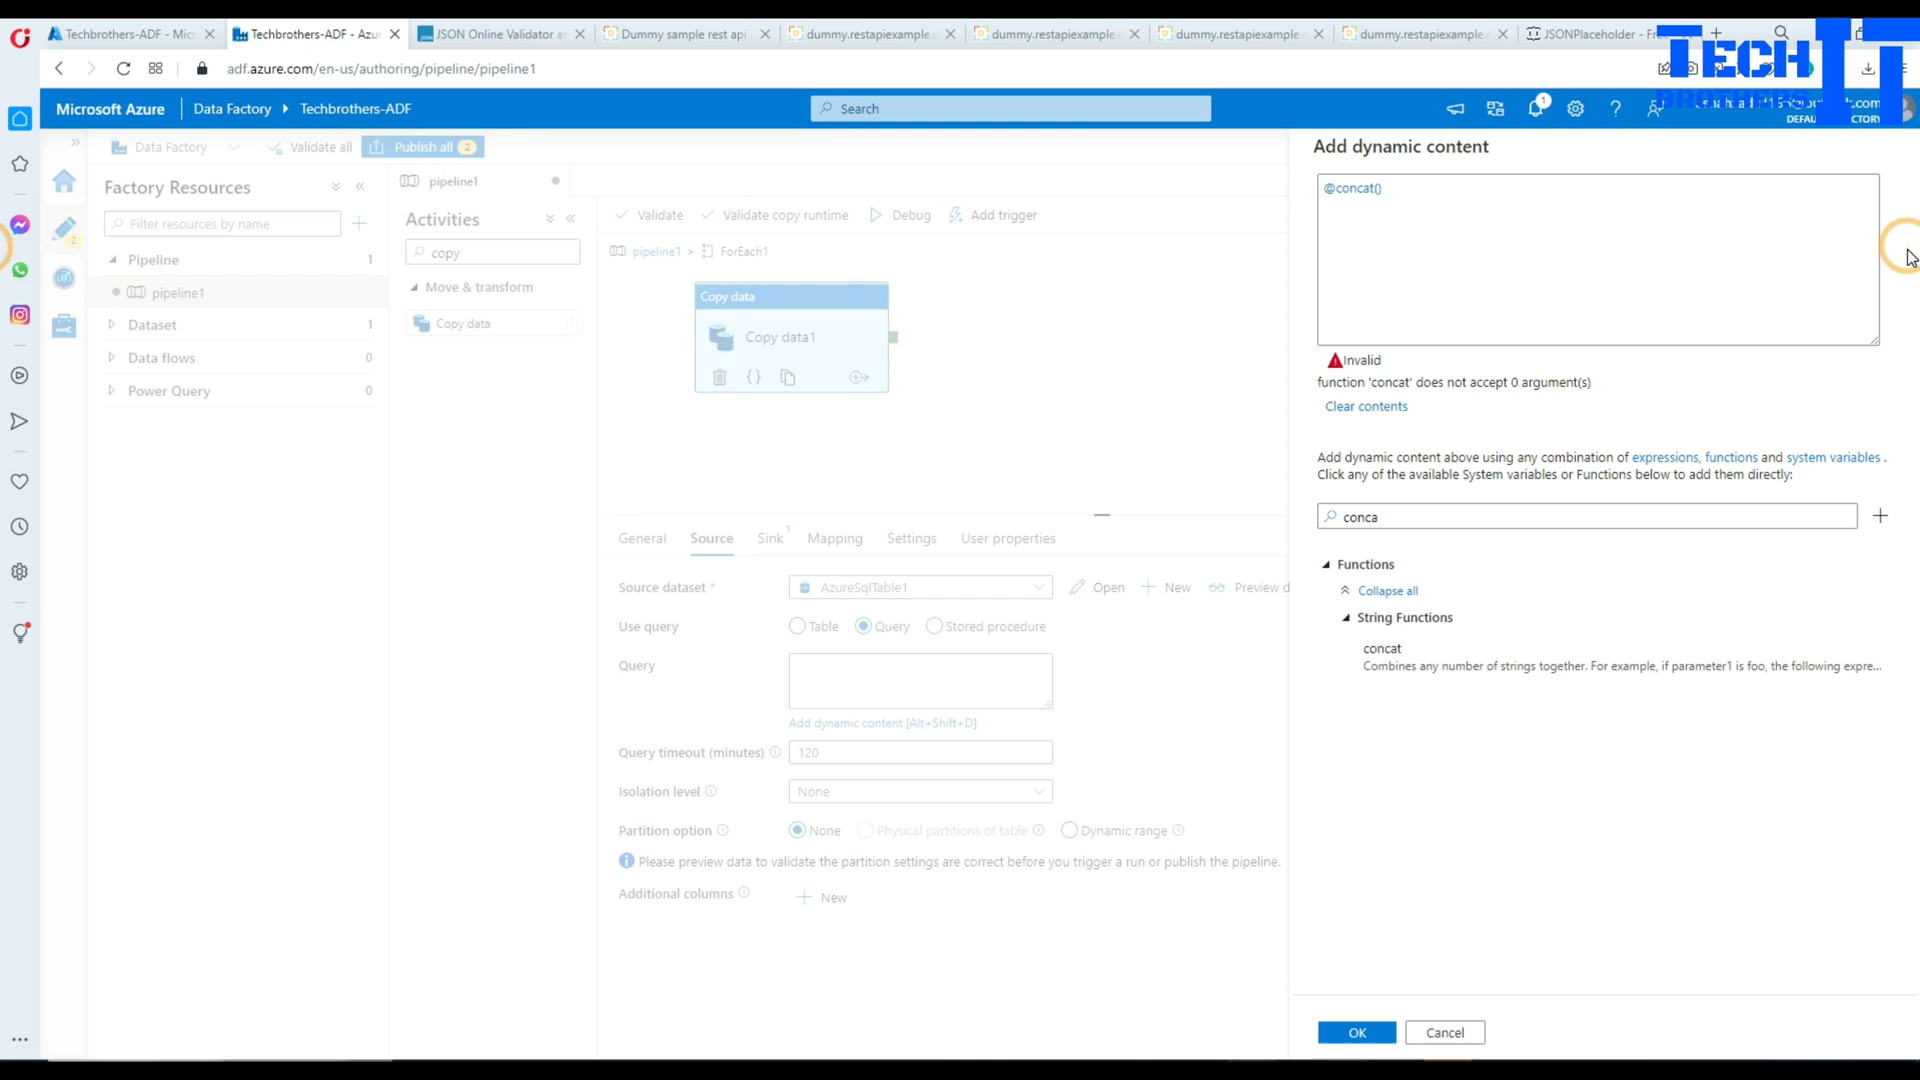 Techbrothers-ADF - Mic
Techbrothers-ADF - Azu
JSON Online Validator a
Dummy sample rest api
dummy.restapiexample.
dummy.restapiexample.
dummy.restapiexample.
dummy.restapiexample.
JSONPlaceholder - Fre
adf.azure.com/en-us/authoring/pipeline/pipeline1
TECH IT
BROTHERS
Microsoft Azure
Data Factory
Techbrothers-ADF
Search
1
DEFAU
CTORY
Data Factory
Validate all
Publish all 2
Factory Resources
Filter resources by name
Pipeline 1
pipeline1
Dataset 1
Data flows 0
Power Query 0
2
pipeline1
Activities
copy
Move & transform
Copy data
Validate
Validate copy runtime
Debug
Add trigger
pipeline1 > ForEach1
Copy data
Copy data1
General
Source
Sink 1
Mapping
Settings
User properties
Source dataset *
AzureSqlTable1
Open
New
Preview d
Use query
Table
Query
Stored procedure
Query
Add dynamic content [Alt+Shift+D]
Query timeout (minutes)
120
Isolation level
None
Partition option
None
Physical partitions of table
Dynamic range
Please preview data to validate the partition settings are correct before you trigger a run or publish the pipeline.
Additional columns
New
Add dynamic content
@concat()
Invalid
function 'concat' does not accept 0 argument(s)
Clear contents
Add dynamic content above using any combination of expressions, functions and system variables .
Click any of the available System variables or Functions below to add them directly:
conca
Functions
Collapse all
String Functions
concat
Combines any number of strings together. For example, if parameter1 is foo, the following expre...
OK
Cancel